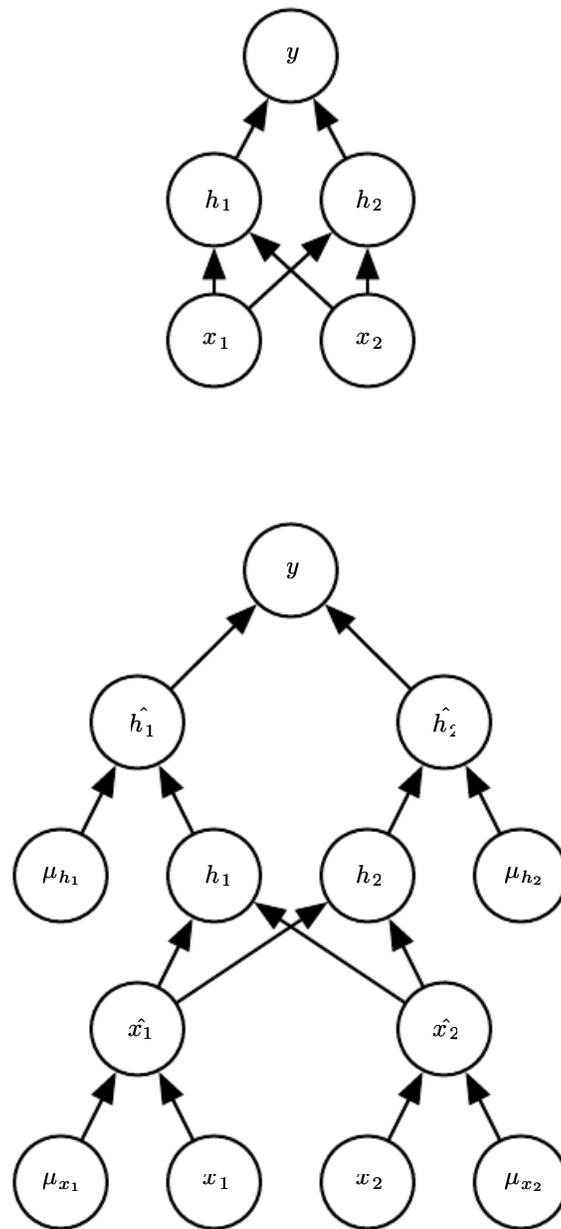 y
h₁ h₂
x₁ x₂
y
ĥ₁ ĥ₂
μ_{h₁} h₁ h₂ μ_{h₂}
x̂₁ x̂₂
μ_{x₁} x₁ x₂ μ_{x₂}